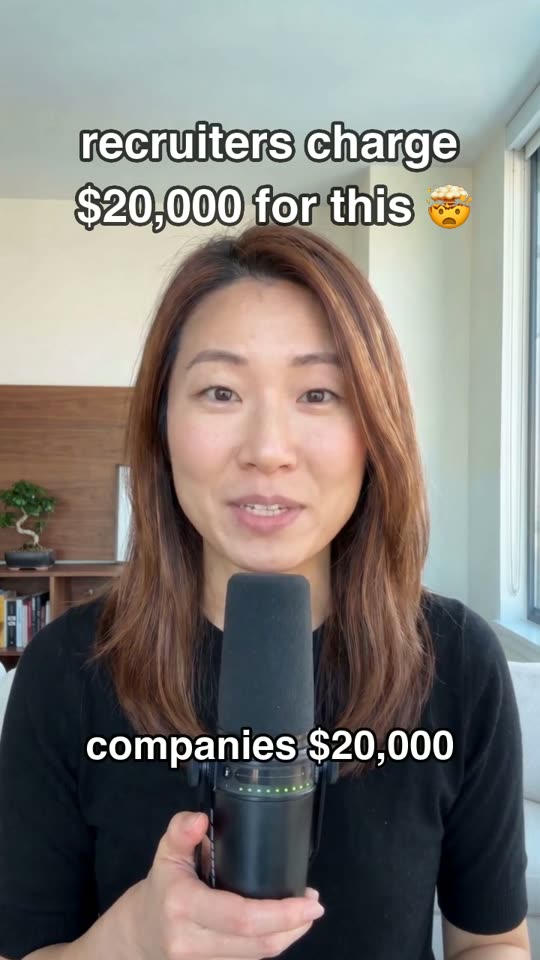 recruiters charge
$20,000 for this 🤯
companies $20,000